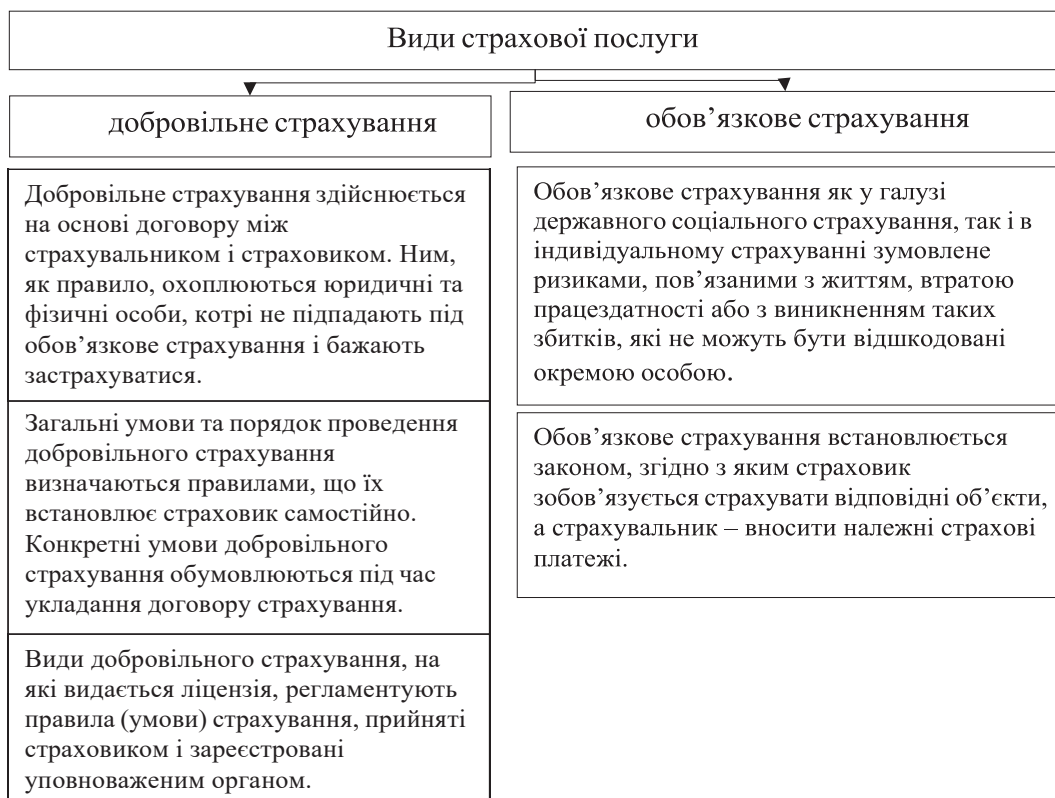 Види страхової послуги
добровільне страхування
обов’язкове страхування
Добровільне страхування здійснюється
на основі договору між
страхувальником і страховиком. Ним,
як правило, охоплюються юридичні та
фізичні особи, котрі не підпадають під
обов’язкове страхування і бажають
застрахуватися.
Загальні умови та порядок проведення
добровільного страхування
визначаються правилами, що їх
встановлює страховик самостійно.
Конкретні умови добровільного
страхування обумовлюються під час
укладання договору страхування.
Види добровільного страхування, на
які видається ліцензія, регламентують
правила (умови) страхування, прийняті
страховиком і зареєстровані
уповноваженим органом.
Обов’язкове страхування як у галузі
державного соціального страхування, так і в
індивідуальному страхуванні зумовлене
ризиками, пов’язаними з життям, втратою
працездатності або з виникненням таких
збитків, які не можуть бути відшкодовані
окремою особою.
Обов’язкове страхування встановлюється
законом, згідно з яким страховик
зобов’язується страхувати відповідні об’єкти,
а страхувальник – вносити належні страхові
платежі.